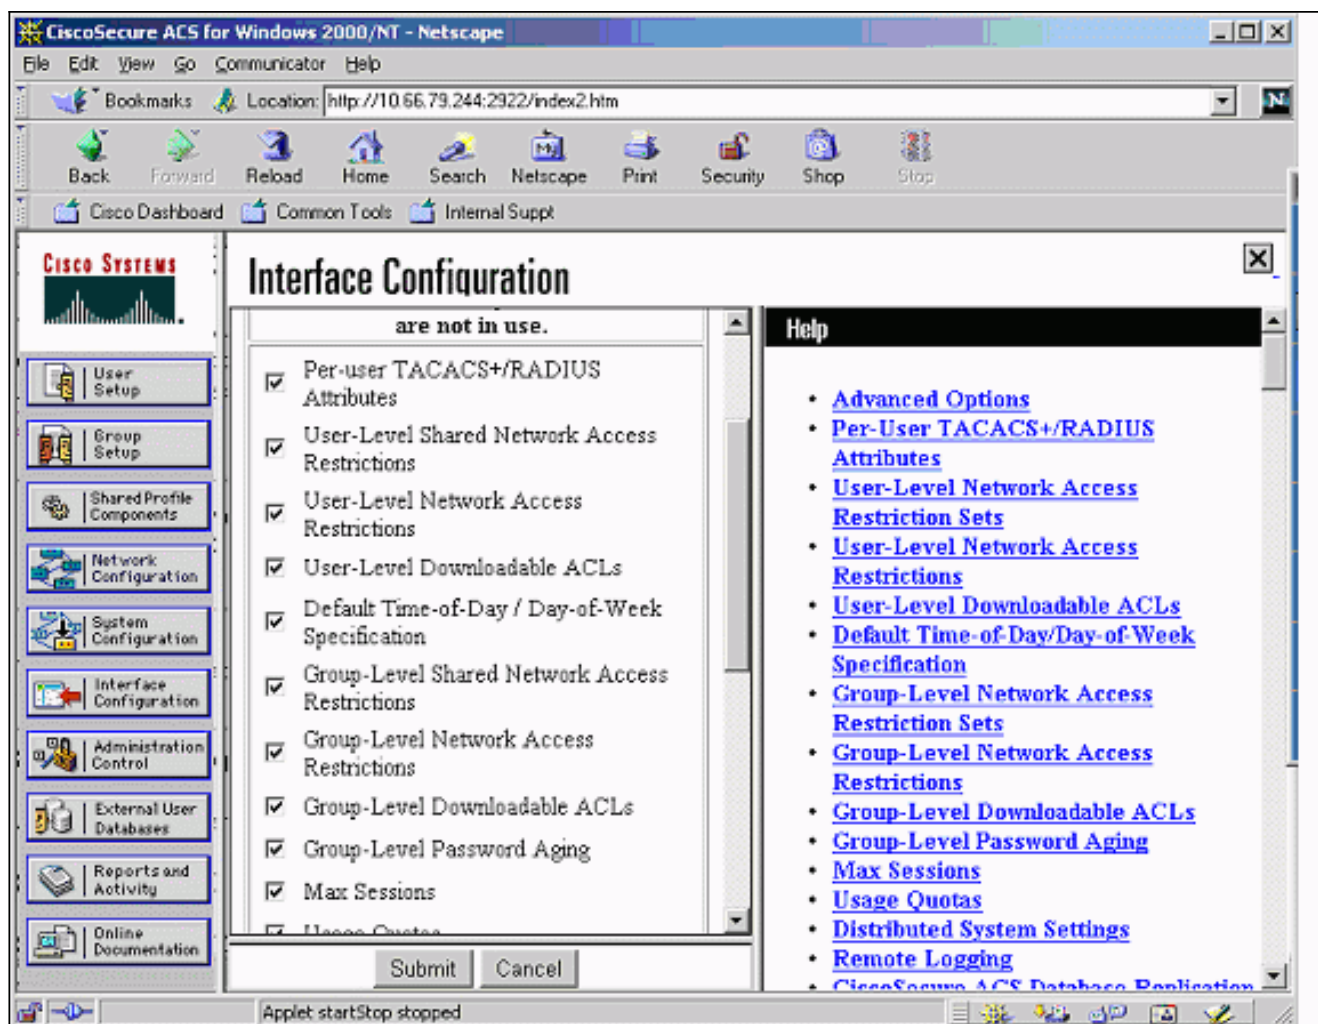 CiscoSecure ACS for Windows 2000/NT - Netscape
File Edit View Go Communicator Help
Bookmarks Location: http://10.66.79.244:2922/index2.htm
Back Forward Reload Home Search Netscape Print Security Shop Stop
Cisco Dashboard Common Tools Internal Suppt
CISCO SYSTEMS
User
Setup
Group
Setup
Shared Profile
Components
Network
Configuration
System
Configuration
Interface
Configuration
Administration
Control
External User
Databases
Reports and
Activity
Online
Documentation
Interface Configuration
are not in use.
Per-user TACACS+/RADIUS
Attributes
User-Level Shared Network Access
Restrictions
User-Level Network Access
Restrictions
User-Level Downloadable ACLs
Default Time-of-Day / Day-of-Week
Specification
Group-Level Shared Network Access
Restrictions
Group-Level Network Access
Restrictions
Group-Level Downloadable ACLs
Group-Level Password Aging
Max Sessions
Usage Quotas
Submit Cancel
Help
• Advanced Options
• Per-User TACACS+/RADIUS
Attributes
• User-Level Network Access
Restriction Sets
• User-Level Network Access
Restrictions
• User-Level Downloadable ACLs
• Default Time-of-Day/Day-of-Week
Specification
• Group-Level Network Access
Restriction Sets
• Group-Level Network Access
Restrictions
• Group-Level Downloadable ACLs
• Group-Level Password Aging
• Max Sessions
• Usage Quotas
• Distributed System Settings
• Remote Logging
• CiscoSecure ACS Database Replication
Applet startStop stopped